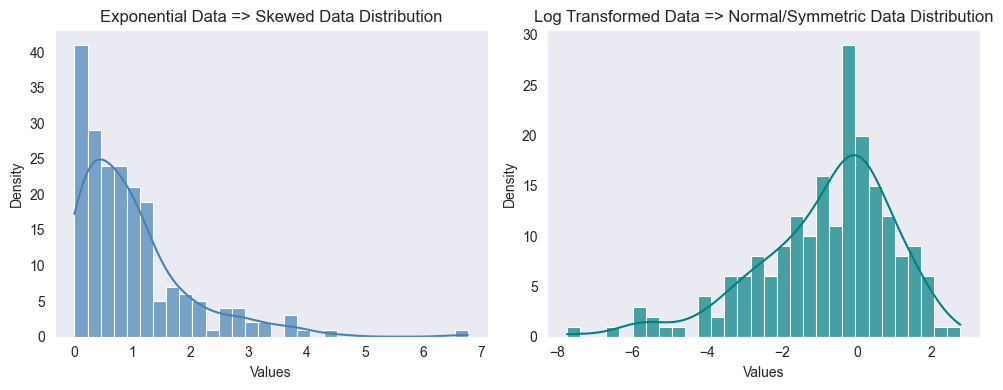 Exponential Data => Skewed Data Distribution
Density
40
35
30
25
20
15
10
5
0
0 1 2 3 4 5 6 7
Values
Log Transformed Data => Normal/Symmetric Data Distribution
Density
30
25
20
15
10
5
0
−8 −6 −4 −2 0 2
Values